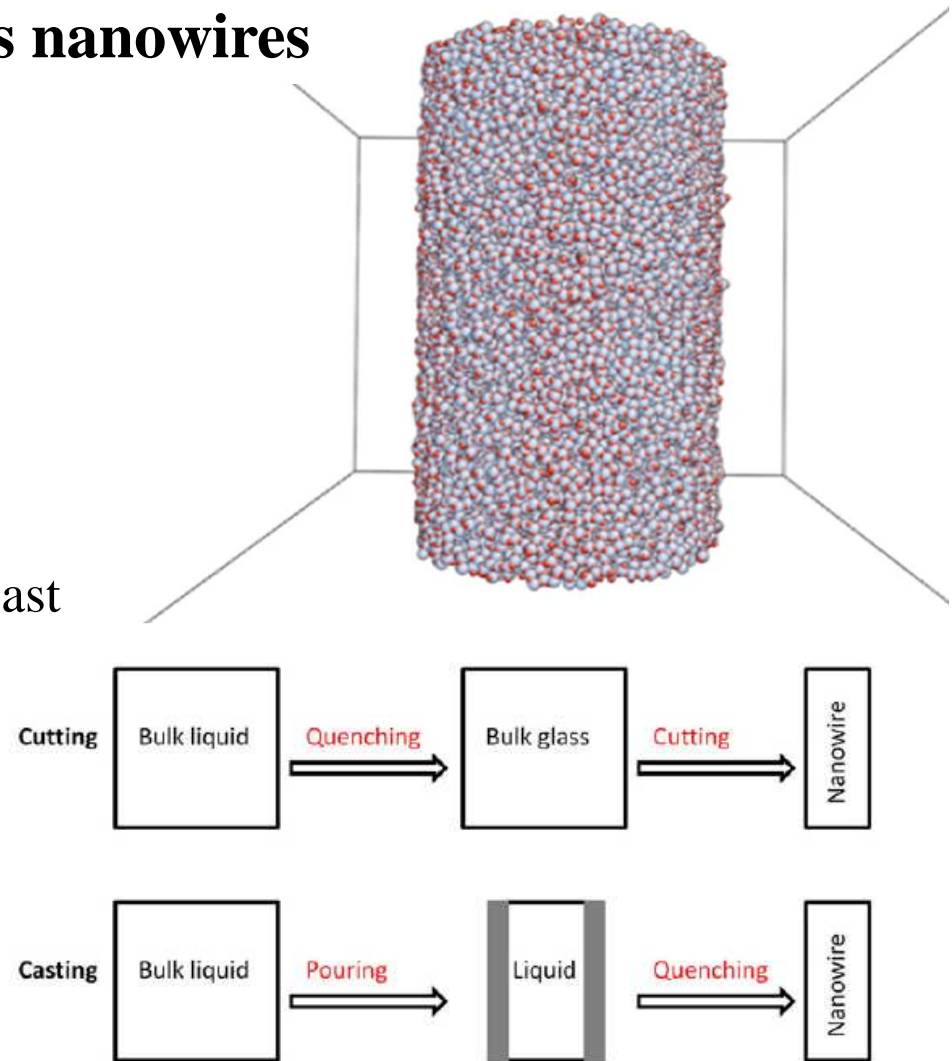 s nanowires
ast
Cutting Bulk liquid Quenching Bulk glass Cutting Nanowire
Casting Bulk liquid Pouring Liquid Quenching Nanowire